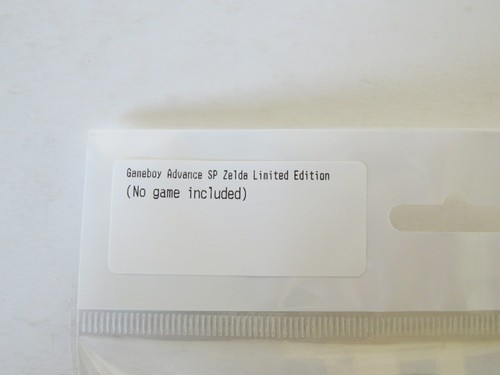 Gameboy Advance SP Zelda Limited Edition
(No game included)